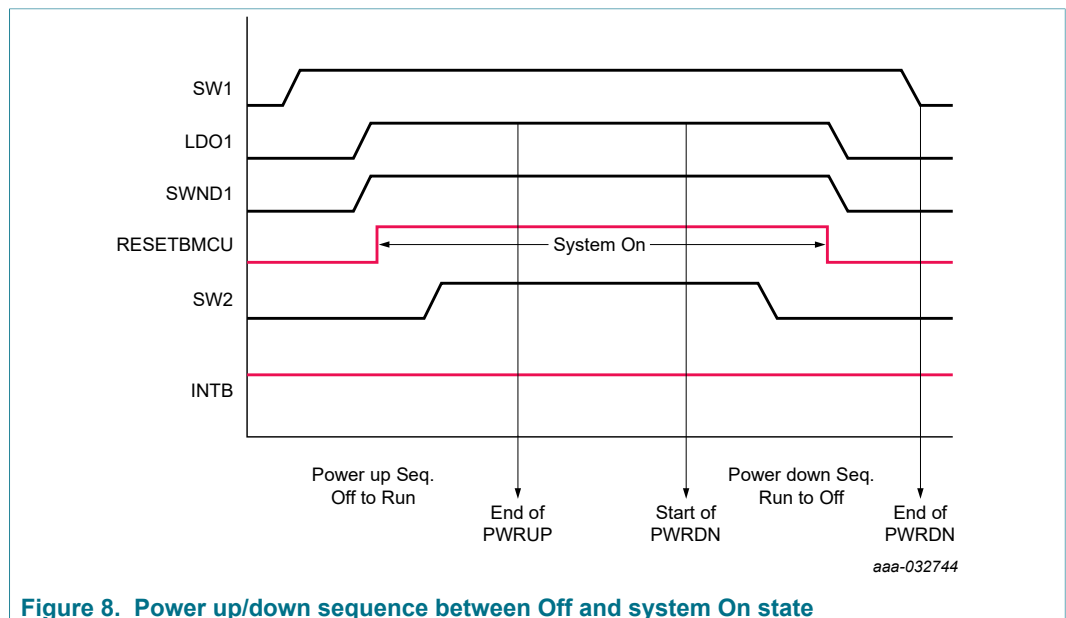 SW1
LDO1
SWND1
RESETBMCU
System On
SW2
INTB
Power up Seq.
Off to Run
End of
PWRUP
Start of
PWRDN
Power down Seq.
Run to Off
End of
PWRDN
aaa-032744
Figure 8. Power up/down sequence between Off and system On state